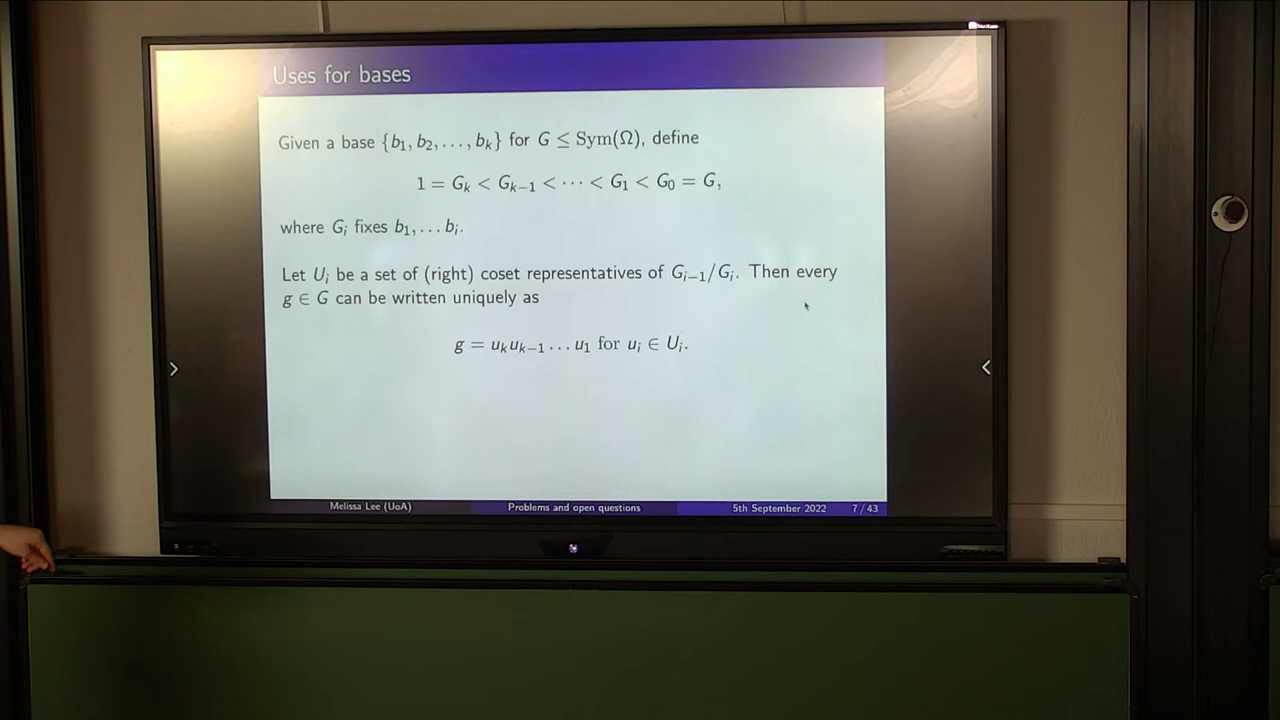 Uses for bases
Given a base {b₁, b₂, . . . , bₖ} for G ≤ Sym(Ω), define
1 = Gₖ < Gₖ₋₁ < · · · < G₁ < G₀ = G,
where Gᵢ fixes b₁, . . . bᵢ.
Let Uᵢ be a set of (right) coset representatives of Gᵢ₋₁/Gᵢ. Then every
g ∈ G can be written uniquely as
g = uₖuₖ₋₁ . . . u₁ for uᵢ ∈ Uᵢ.
Melissa Lee (UoA) Problems and open questions 5th September 2022 7 / 43